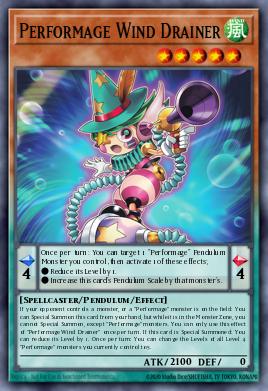 PERFORMAGE WIND DRAINER
WIND
風
Once per turn: You can target 1 "Performage" Pendulum
Monster you control, then activate 1 of these effects;
● Reduce its Level by 1.
● Increase this card's Pendulum Scale by that monster's.
4
4
[SPELLCASTER/PENDULUM/EFFECT]
If your opponent controls a monster, or a "Performage" monster is on the field: You
can Special Summon this card from your hand, but while it is in the Monster Zone, you
cannot Special Summon, except "Performage" monsters. You can only use this effect
of "Performage Wind Drainer" once per turn. If this card is Special Summoned:
You can reduce its Level by 1. Once per turn: You can change the Levels of all Level 4
"Performage" monsters you currently control to 5.
ATK/2100 DEF/ 0